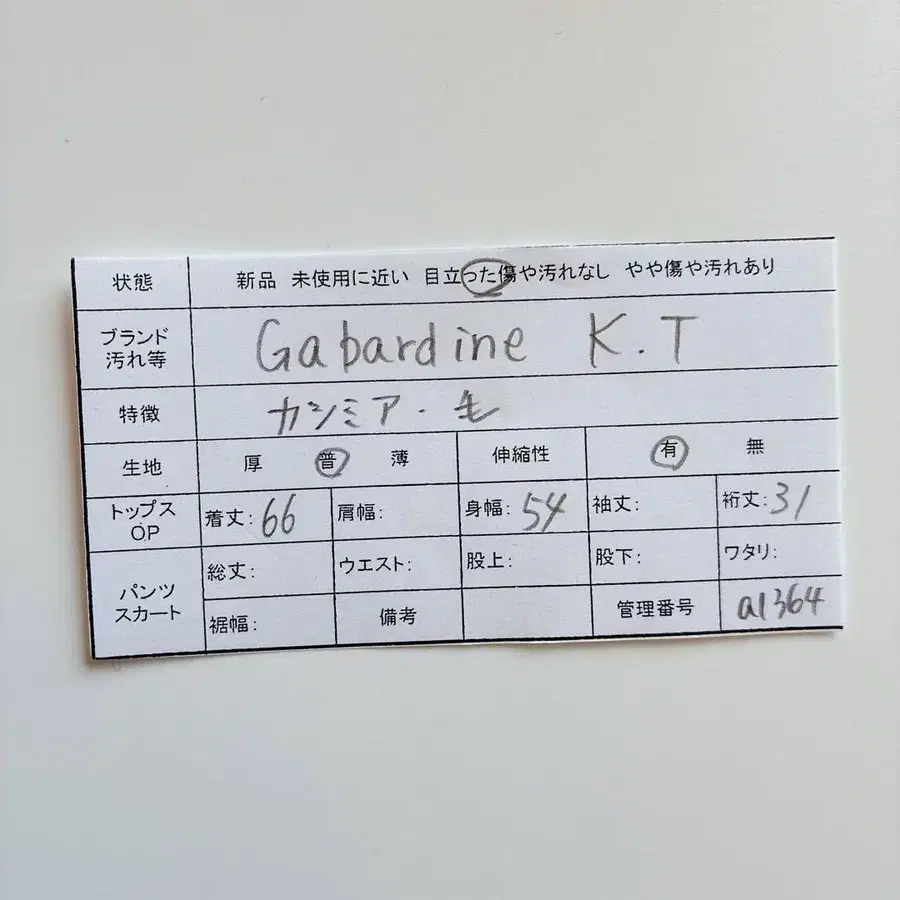 状態 新品 未使用に近い 目立った傷や汚れなし やや傷や汚れあり
ブランド
汚れ等
Gabardine K.T
特徴 カシミア・毛
生地 厚 普 薄 伸縮性 有 無
トップス
OP
着丈: 66 肩幅: 身幅: 54 袖丈: 裄丈: 31
パンツ
スカート
総丈: ウエスト: 股上: 股下: ワタリ:
裾幅: 備考 管理番号 a1364